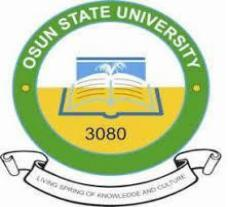 OSUN STATE UNIVERSITY
3080
LIVING SPRING OF KNOWLEDGE AND CULTURE